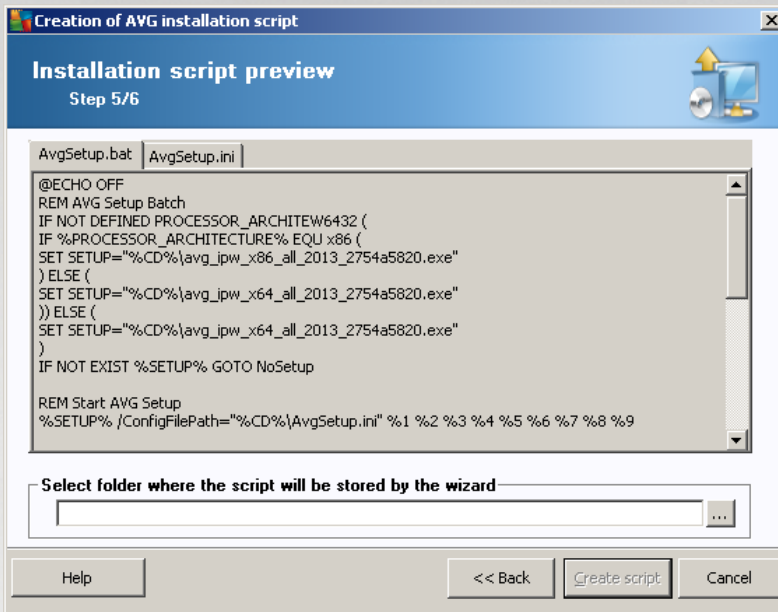 Creation of AVG installation script
Installation script preview
Step 5/6
AvgSetup.bat
AvgSetup.ini
@ECHO OFF
REM AVG Setup Batch
IF NOT DEFINED PROCESSOR_ARCHITEW6432 (
IF %PROCESSOR_ARCHITECTURE% EQU x86 (
SET SETUP="%CD%\avg_ipw_x86_all_2013_2754a5820.exe"
) ELSE (
SET SETUP="%CD%\avg_ipw_x64_all_2013_2754a5820.exe"
)) ELSE (
SET SETUP="%CD%\avg_ipw_x64_all_2013_2754a5820.exe"
)
IF NOT EXIST %SETUP% GOTO NoSetup
REM Start AVG Setup
%SETUP% /ConfigFilePath="%CD%\AvgSetup.ini" %1 %2 %3 %4 %5 %6 %7 %8 %9
Select folder where the script will be stored by the wizard
...
Help
<< Back
Create script
Cancel